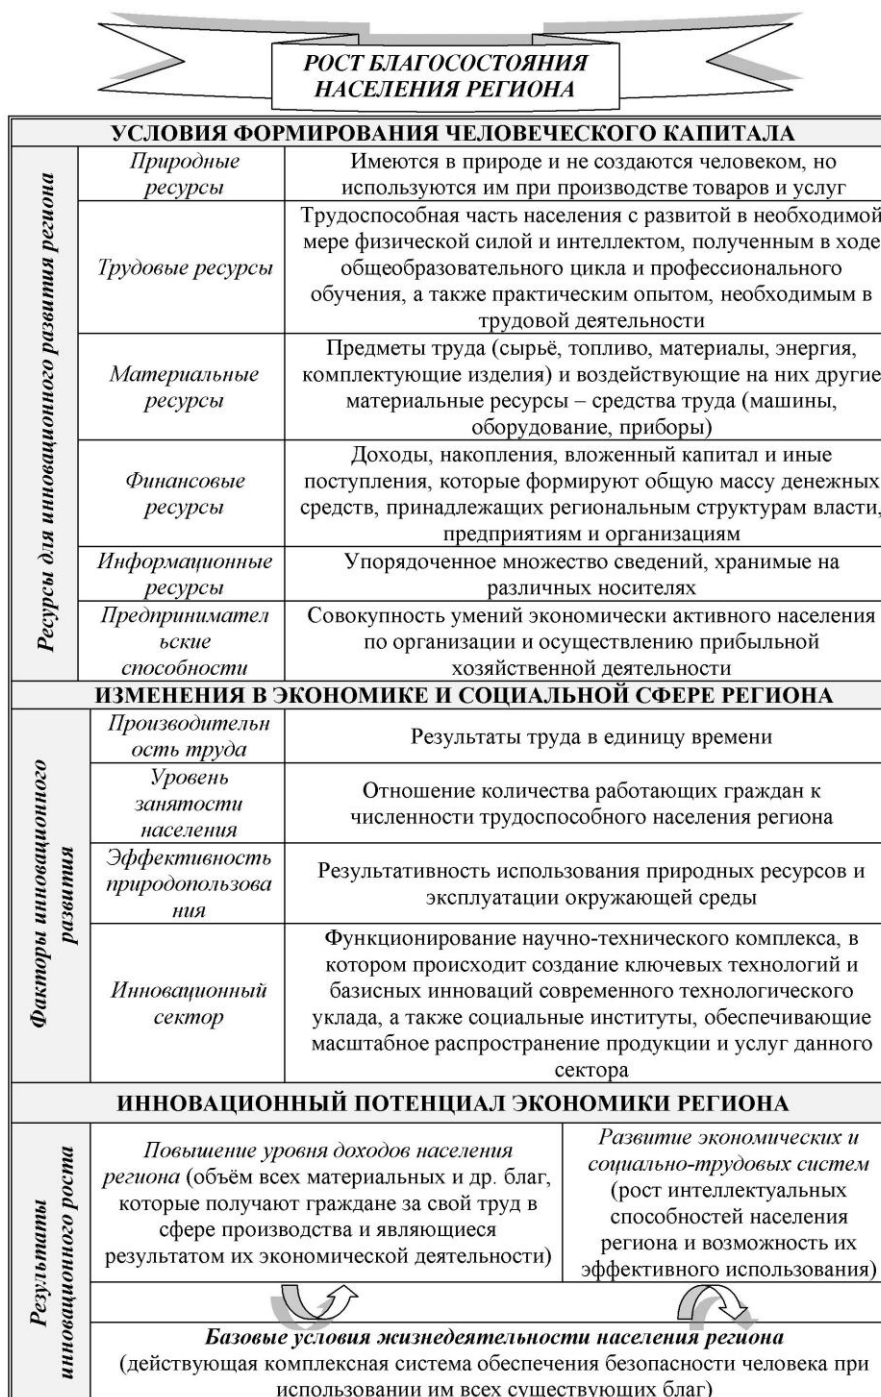 РОСТ БЛАГОСОСТОЯНИЯ
НАСЕЛЕНИЯ РЕГИОНА
УСЛОВИЯ ФОРМИРОВАНИЯ ЧЕЛОВЕЧЕСКОГО КАПИТАЛА
Ресурсы для инновационного развития региона
Природные
ресурсы
Имеются в природе и не создаются человеком, но
используются им при производстве товаров и услуг
Трудовые ресурсы
Трудоспособная часть населения с развитой в необходимой
мере физической силой и интеллектом, полученным в ходе
общеобразовательного цикла и профессионального
обучения, а также практическим опытом, необходимым в
трудовой деятельности
Материальные
ресурсы
Предметы труда (сырьё, топливо, материалы, энергия,
комплектующие изделия) и воздействующие на них другие
материальные ресурсы – средства труда (машины,
оборудование, приборы)
Финансовые
ресурсы
Доходы, накопления, вложенный капитал и иные
поступления, которые формируют общую массу денежных
средств, принадлежащих региональным структурам власти,
предприятиям и организациям
Информационные
ресурсы
Упорядоченное множество сведений, хранимые на
различных носителях
Предпринимател
ьские
способности
Совокупность умений экономически активного населения
по организации и осуществлению прибыльной
хозяйственной деятельности
ИЗМЕНЕНИЯ В ЭКОНОМИКЕ И СОЦИАЛЬНОЙ СФЕРЕ РЕГИОНА
Факторы инновационного
развития
Производительн
ость труда
Результаты труда в единицу времени
Уровень
занятости
населения
Отношение количества работающих граждан к
численности трудоспособного населения региона
Эффективность
природопользова
ния
Результативность использования природных ресурсов и
эксплуатации окружающей среды
Инновационный
сектор
Функционирование научно-технического комплекса, в
котором происходит создание ключевых технологий и
базисных инноваций современного технологического
уклада, а также социальные институты, обеспечивающие
масштабное распространение продукции и услуг данного
сектора
ИННОВАЦИОННЫЙ ПОТЕНЦИАЛ ЭКОНОМИКИ РЕГИОНА
Результаты
инновационного роста
Повышение уровня доходов населения
региона (объём всех материальных и др. благ,
которые получают граждане за свой труд в
сфере производства и являющиеся
результатом их экономической деятельности)
Развитие экономических и
социально-трудовых систем
(рост интеллектуальных
способностей населения
региона и возможность их
эффективного использования)
Базовые условия жизнедеятельности населения региона
(действующая комплексная система обеспечения безопасности человека при
использовании им всех существующих благ)